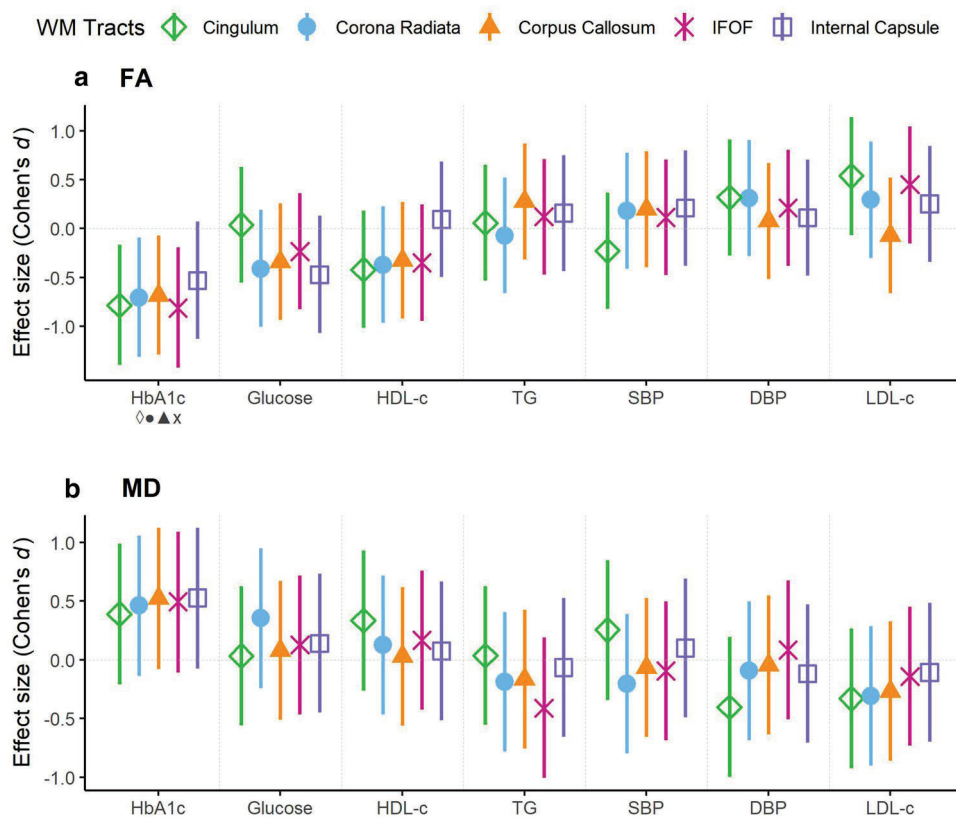 WM Tracts Cingulum Corona Radiata Corpus Callosum IFOF Internal Capsule
a FA
Effect size (Cohen's d)
1.0
0.5
0.0
-0.5
-1.0
HbA1c Glucose HDL-c TG SBP DBP LDL-c
◊●▲x
b MD
Effect size (Cohen's d)
1.0
0.5
0.0
-0.5
-1.0
HbA1c Glucose HDL-c TG SBP DBP LDL-c